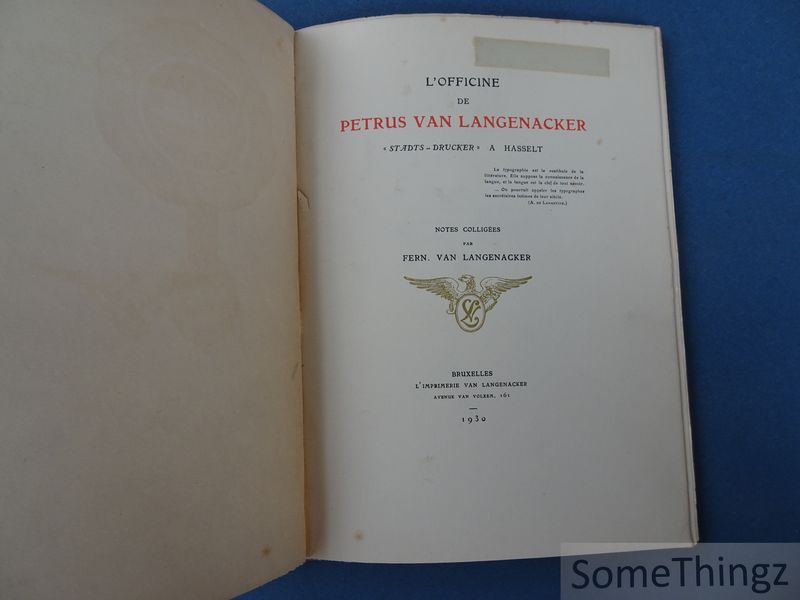 L'OFFICINE
DE
PETRUS VAN LANGENACKER
« STADTS – DRUCKER » A HASSELT
La typographie est le vestibule de la
littérature. Elle suppose la connaissance de la
langue, et la langue est la clef de tout savoir.
... On pourrait appeler les typographes
les secrétaires intimes de leur siècle.
(A. DE LAMARTINE.)
NOTES COLLIGÉES
PAR
FERN. VAN LANGENACKER
BRUXELLES
L'IMPRIMERIE VAN LANGENACKER
AVENUE VAN VOLXEM, 161
—
1930
SomeThingz